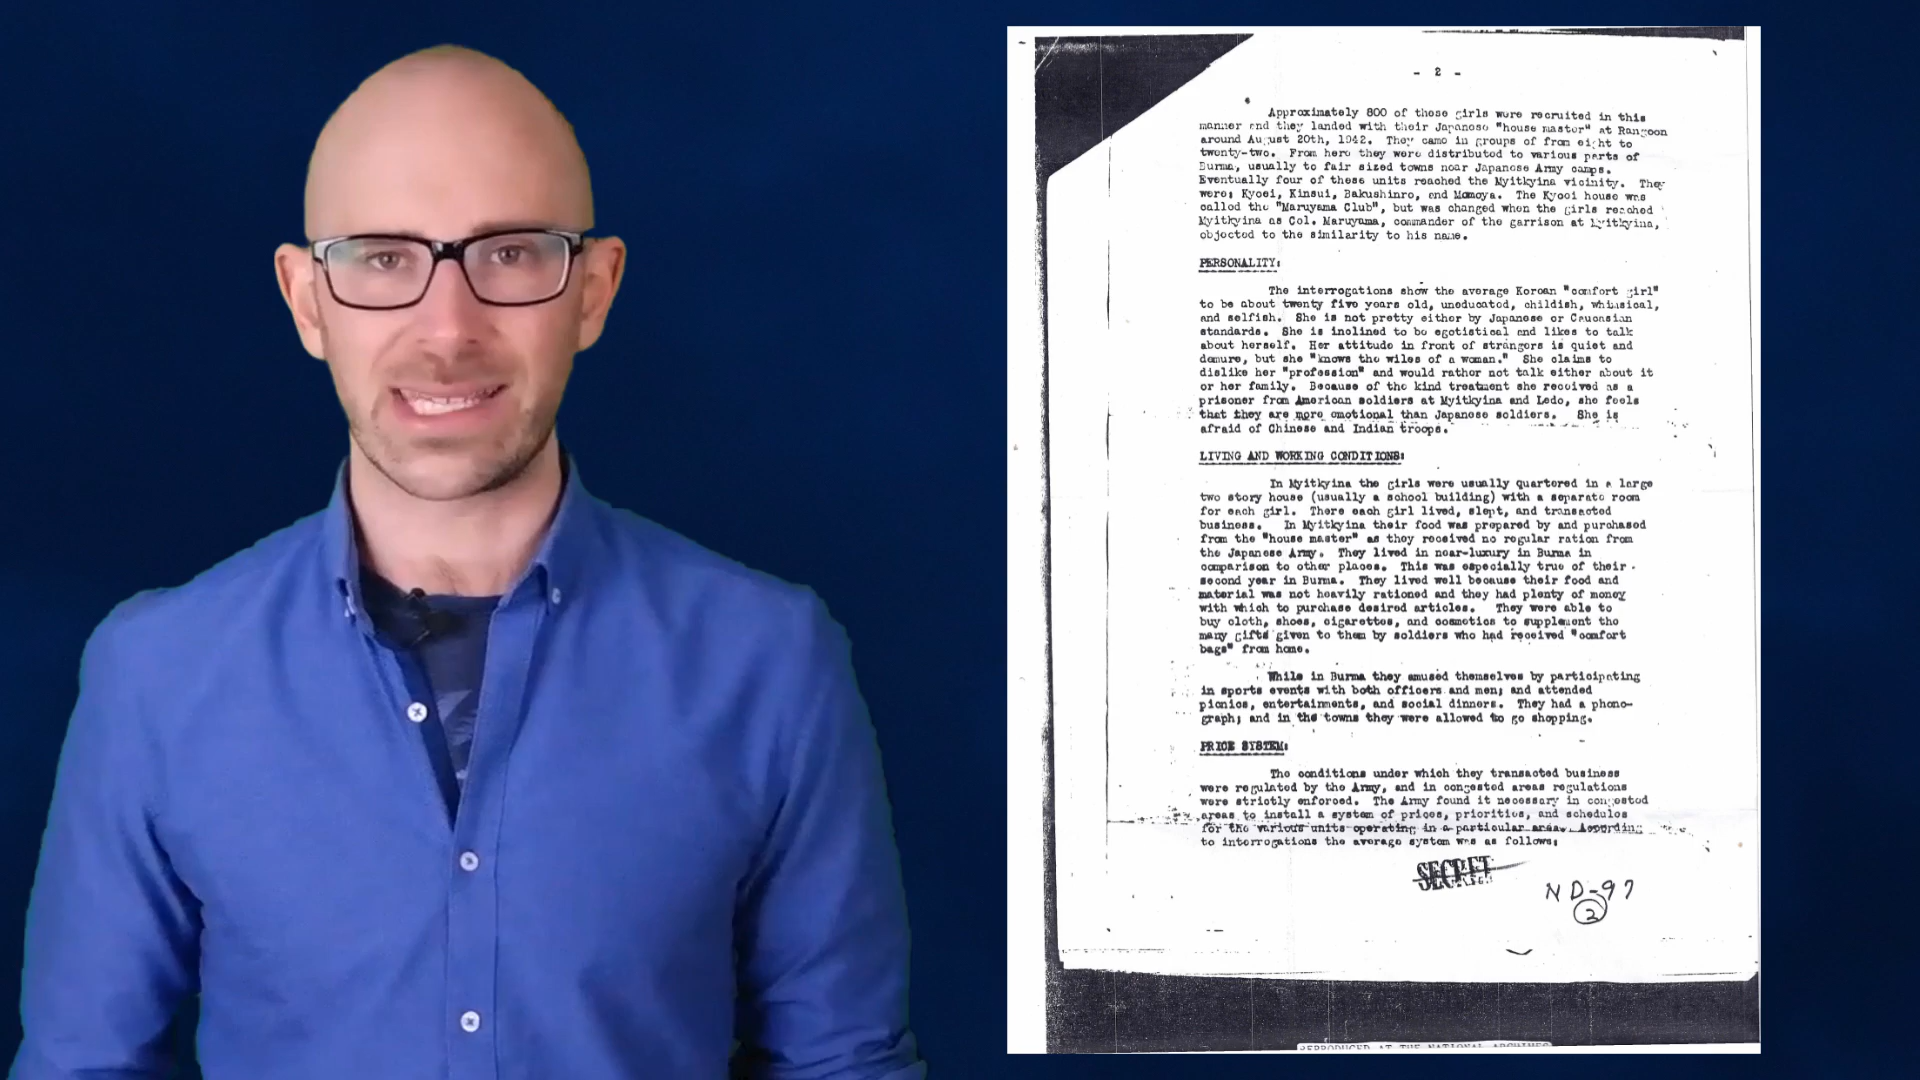 - 2 -
Approximately 800 of these girls were recruited in this
manner and they landed with their Japanese "house master" at Rangoon
around August 20th, 1942. They came in groups of from eight to
twenty-two. From here they were distributed to various parts of
Burma, usually to fair sized towns near Japanese Army camps.
Eventually four of these units reached the Myitkyina vicinity. They
were; Kyoei, Kinsui, Bakushinro, and Momoya. The Kyoei house was
called the "Maruyama Club", but was changed when the girls reached
Myitkyina as Col. Maruyama, commander of the garrison at Myitkyina,
objected to the similarity to his name.
PERSONALITY:
The interrogations show the average Korean "comfort girl"
to be about twenty five years old, uneducated, childish, whimsical,
and selfish. She is not pretty either by Japanese or Caucasian
standards. She is inclined to be egotistical and likes to talk
about herself. Her attitude in front of strangers is quiet and
demure, but she "knows the wiles of a woman." She claims to
dislike her "profession" and would rather not talk either about it
or her family. Because of the kind treatment she received as a
prisoner from American soldiers at Myitkyina and Ledo, she feels
that they are more emotional than Japanese soldiers. She is
afraid of Chinese and Indian troops.
LIVING AND WORKING CONDITIONS:
In Myitkyina the girls were usually quartered in a large
two story house (usually a school building) with a separate room
for each girl. There each girl lived, slept, and transacted
business. In Myitkyina their food was prepared by and purchased
from the "house master" as they received no regular ration from
the Japanese Army. They lived in near-luxury in Burma in
comparison to other places. This was especially true of their
second year in Burma. They lived well because their food and
material was not heavily rationed and they had plenty of money
with which to purchase desired articles. They were able to
buy cloth, shoes, cigarettes, and cosmetics to supplement the
many gifts given to them by soldiers who had received "comfort
bags" from home.
While in Burma they amused themselves by participating
in sports events with both officers and men; and attended
picnics, entertainments, and social dinners. They had a phono-
graph; and in the towns they were allowed to go shopping.
PRICE SYSTEM:
The conditions under which they transacted business
were regulated by the Army, and in congested areas regulations
were strictly enforced. The Army found it necessary in congested
areas to install a system of prices, priorities, and schedules
for the various units operating in a particular area. According
to interrogations the average system was as follows:
SECRET
ND-97
2
REPRODUCED AT THE NATIONAL ARCHIVES